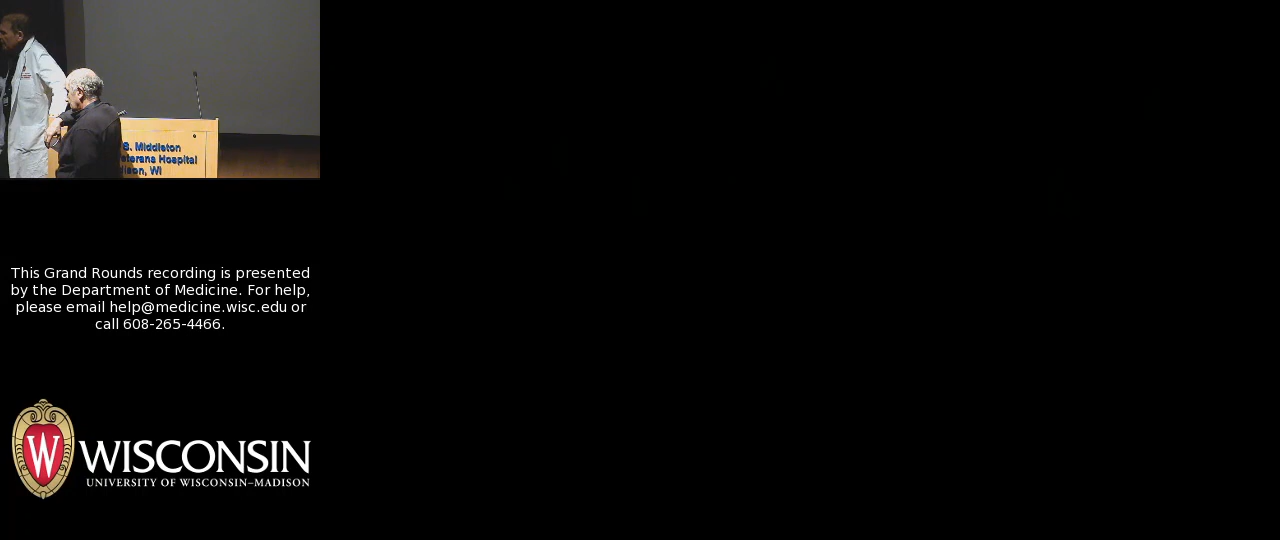 S. Middleton
Veterans Hospital
WI
This Grand Rounds recording is presented
by the Department of Medicine. For help,
please email help@medicine.wisc.edu or
call 608-265-4466.
W
WISCONSIN
UNIVERSITY OF WISCONSIN–MADISON